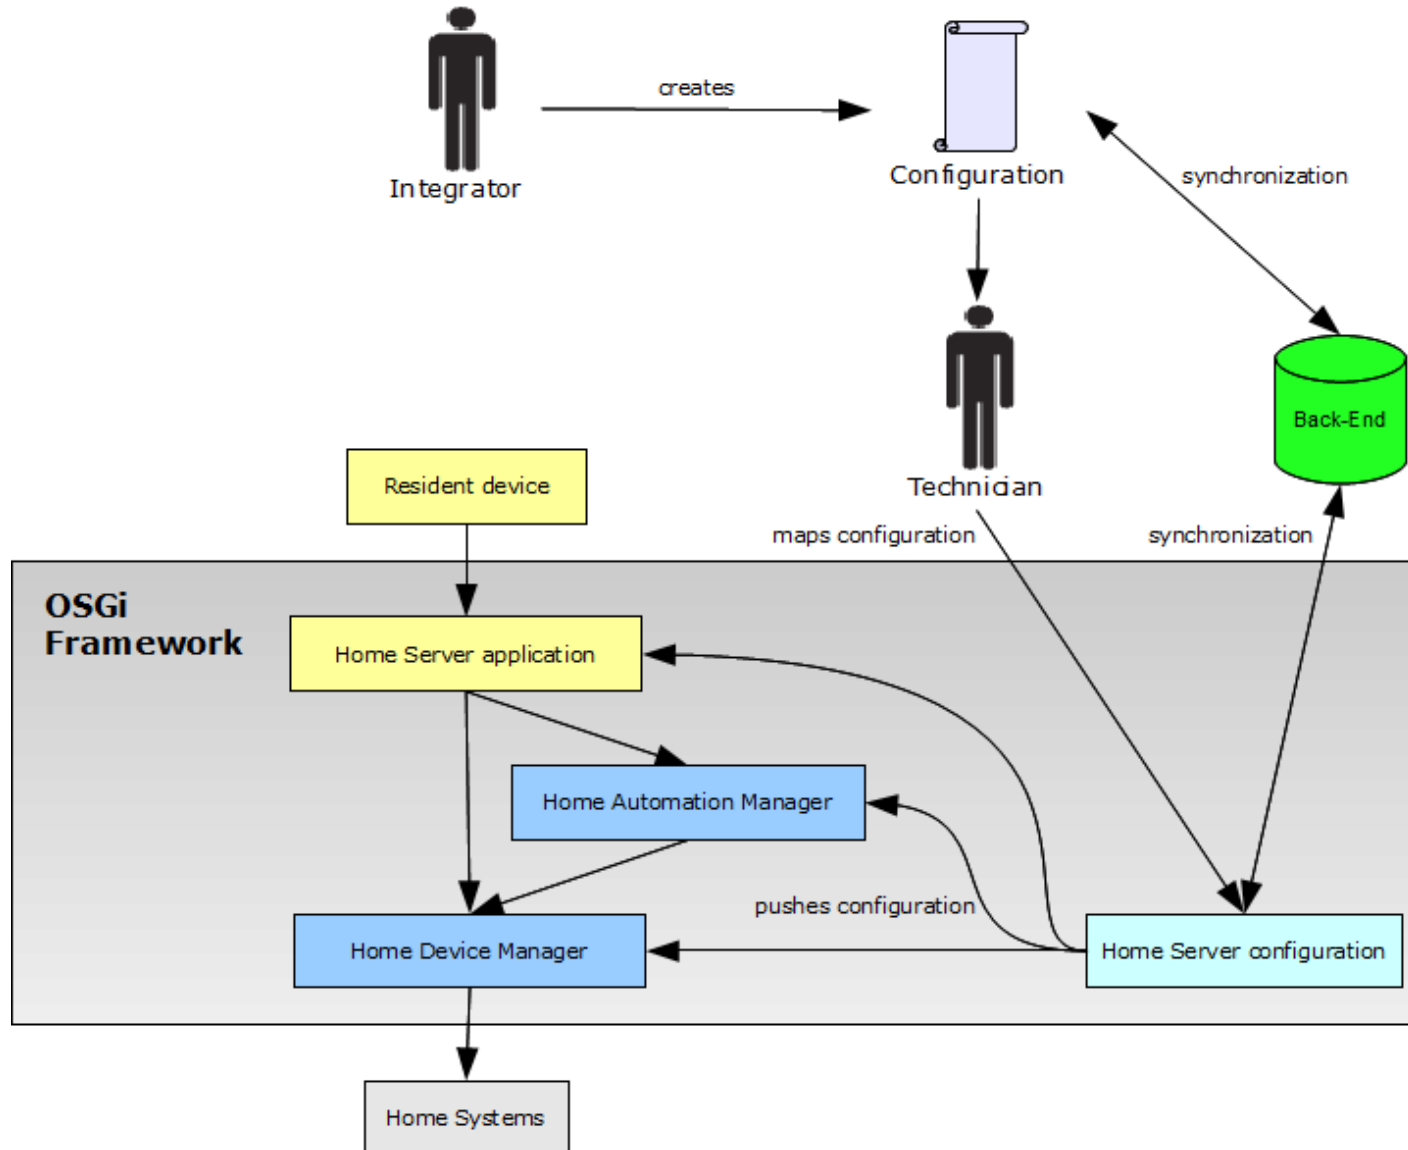 creates
Integrator
Configuration
synchronization
Back-End
Resident device
Technician
maps configuration
synchronization
OSGi
Framework
Home Server application
Home Automation Manager
pushes configuration
Home Device Manager
Home Server configuration
Home Systems